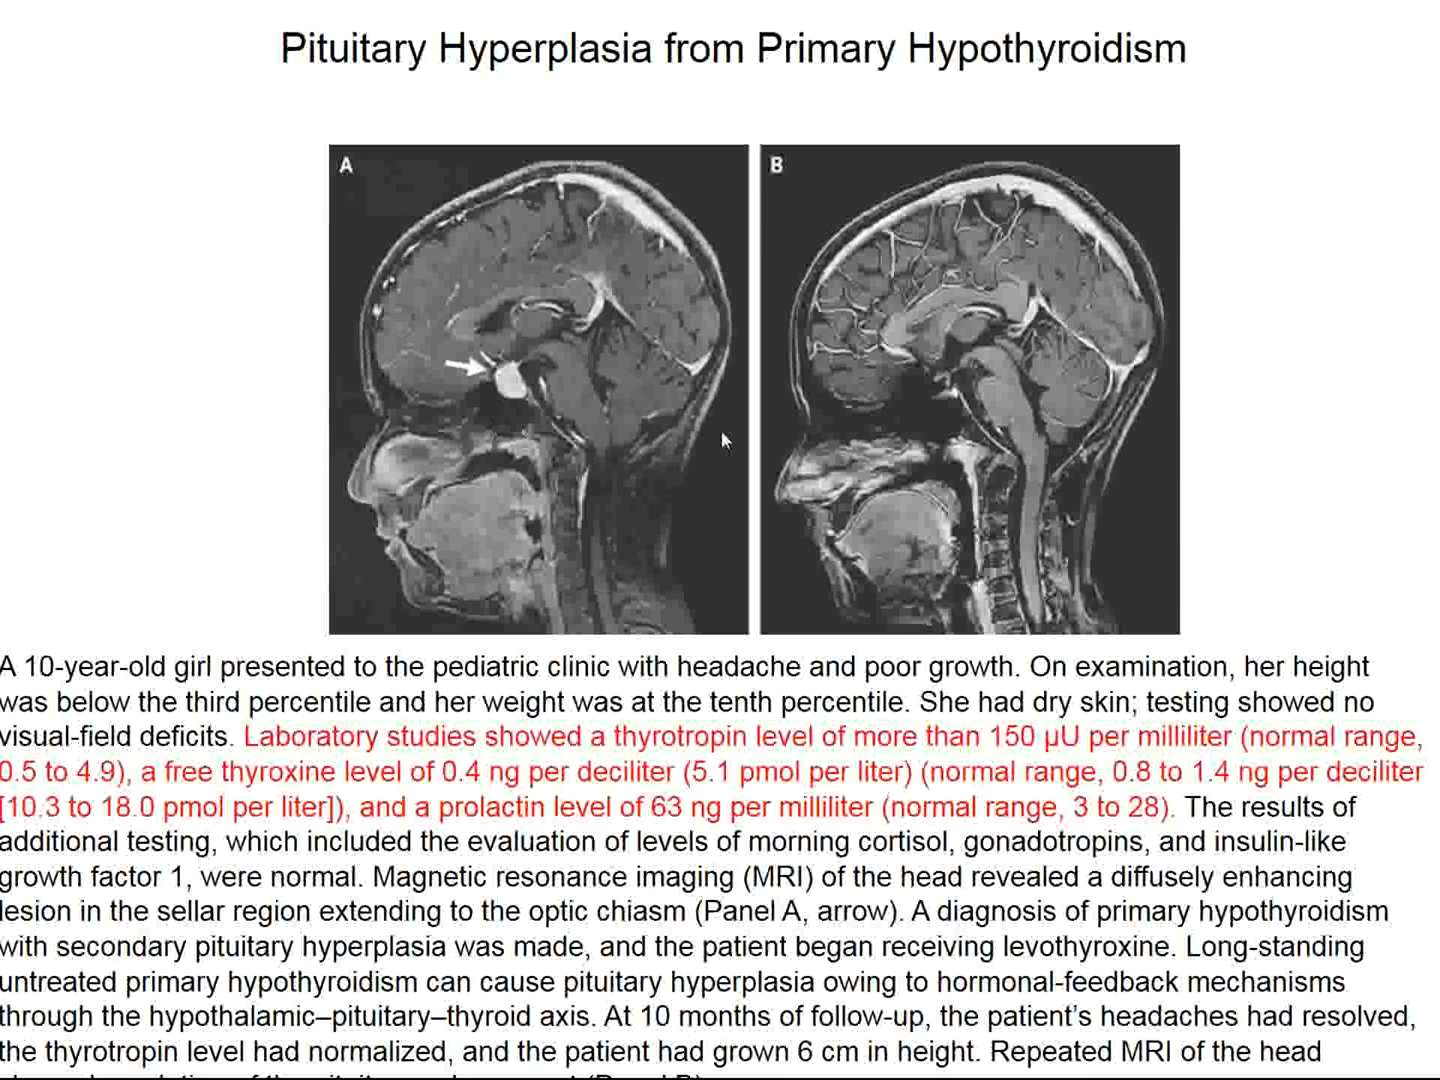 Pituitary Hyperplasia from Primary Hypothyroidism
A
B
A 10-year-old girl presented to the pediatric clinic with headache and poor growth. On examination, her height
was below the third percentile and her weight was at the tenth percentile. She had dry skin; testing showed no
visual-field deficits. Laboratory studies showed a thyrotropin level of more than 150 µU per milliliter (normal range,
0.5 to 4.9), a free thyroxine level of 0.4 ng per deciliter (5.1 pmol per liter) (normal range, 0.8 to 1.4 ng per deciliter
[10.3 to 18.0 pmol per liter]), and a prolactin level of 63 ng per milliliter (normal range, 3 to 28). The results of
additional testing, which included the evaluation of levels of morning cortisol, gonadotropins, and insulin-like
growth factor 1, were normal. Magnetic resonance imaging (MRI) of the head revealed a diffusely enhancing
lesion in the sellar region extending to the optic chiasm (Panel A, arrow). A diagnosis of primary hypothyroidism
with secondary pituitary hyperplasia was made, and the patient began receiving levothyroxine. Long-standing
untreated primary hypothyroidism can cause pituitary hyperplasia owing to hormonal-feedback mechanisms
through the hypothalamic–pituitary–thyroid axis. At 10 months of follow-up, the patient's headaches had resolved,
the thyrotropin level had normalized, and the patient had grown 6 cm in height. Repeated MRI of the head